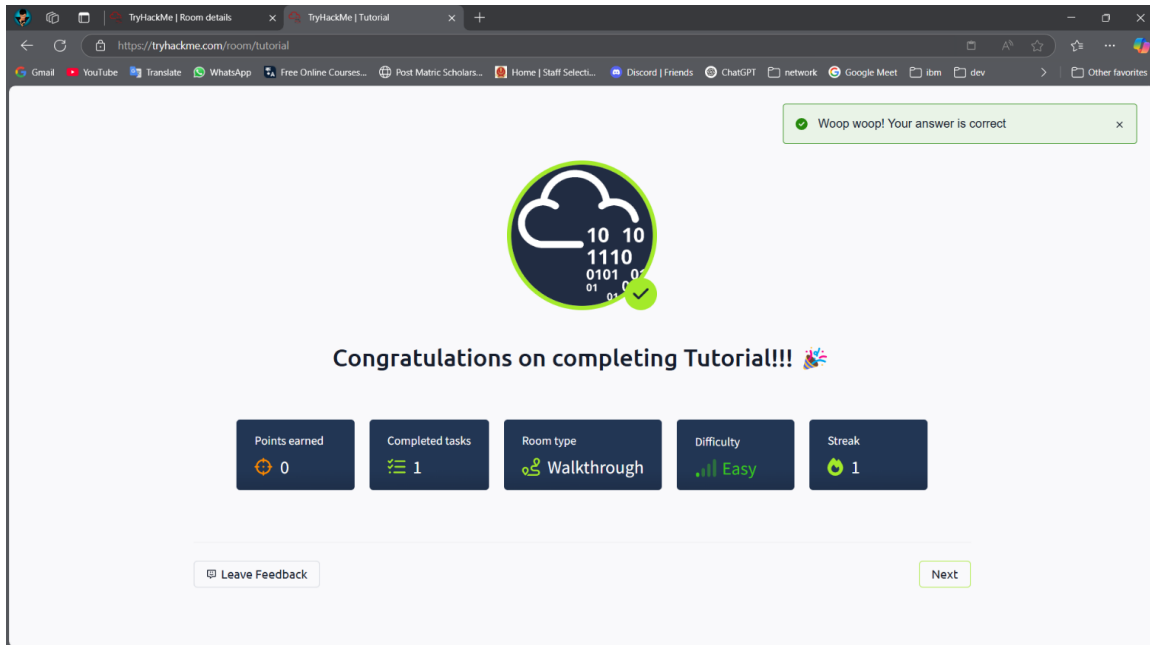 TryHackMe | Room details
TryHackMe | Tutorial
https://tryhackme.com/room/tutorial
Gmail YouTube Translate WhatsApp Free Online Courses... Post Matric Scholars... Home | Staff Selecti... Discord | Friends ChatGPT network Google Meet ibm dev Other favorites
Woop woop! Your answer is correct
10 10
1110
0101 01
01 0
01
Congratulations on completing Tutorial!!! 🎉
Points earned
0
Completed tasks
1
Room type
Walkthrough
Difficulty
Easy
Streak
1
Leave Feedback
Next